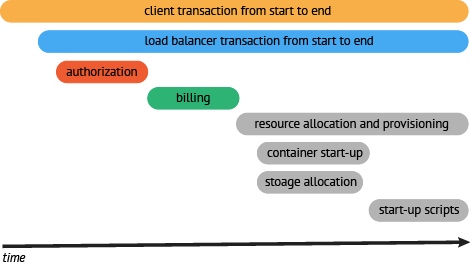 client transaction from start to end
load balancer transaction from start to end
authorization
billing
resource allocation and provisioning
container start-up
stoage allocation
start-up scripts
time